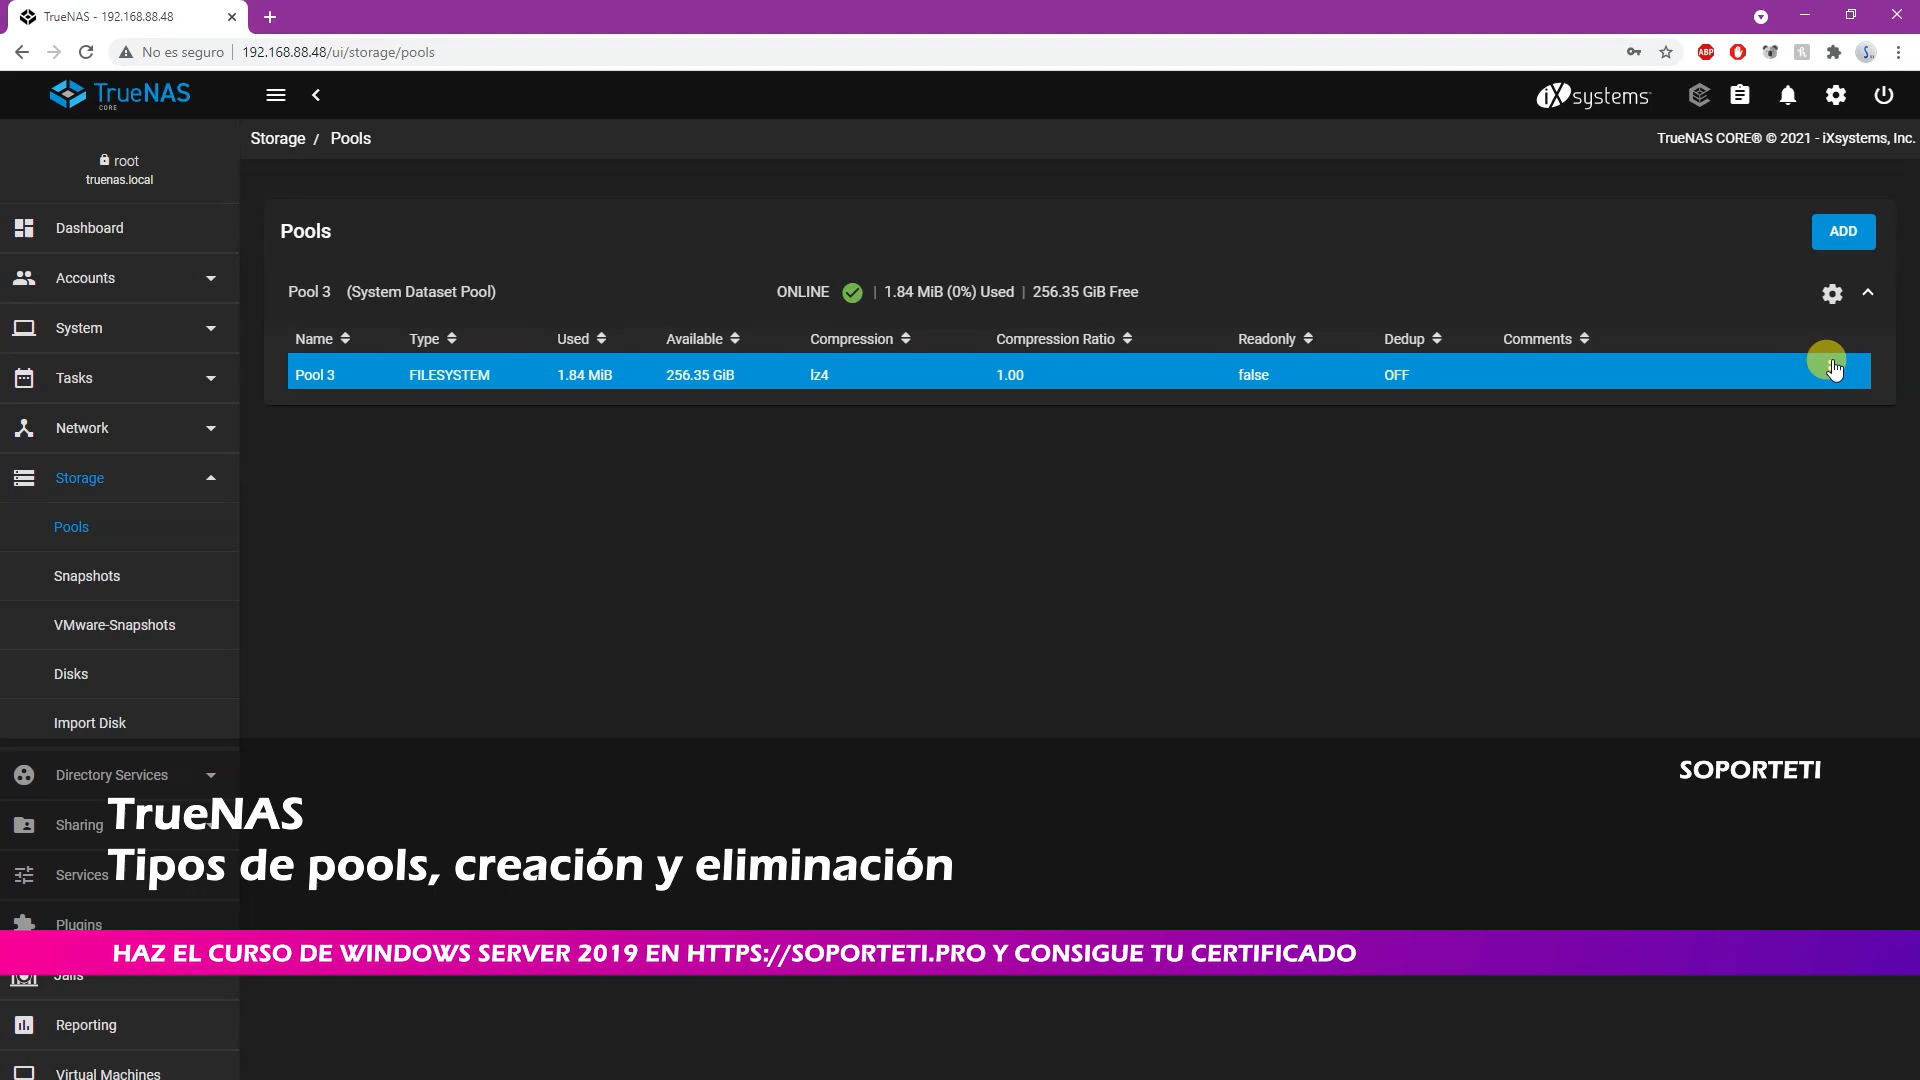 TrueNAS - 192.168.88.48
No es seguro
192.168.88.48/ui/storage/pools
ABP
TrueNAS
CORE
iXsystems
root
truenas.local
Storage / Pools
TrueNAS CORE® © 2021 - iXsystems, Inc.
Dashboard
Accounts
System
Tasks
Network
Storage
Pools
Snapshots
VMware-Snapshots
Disks
Import Disk
Directory Services
Sharing
Services
Plugins
Jails
Reporting
Virtual Machines
Pools
ADD
Pool 3 (System Dataset Pool)
ONLINE | 1.84 MiB (0%) Used | 256.35 GiB Free
Name Type Used Available Compression Compression Ratio Readonly Dedup Comments
Pool 3 FILESYSTEM 1.84 MiB 256.35 GiB lz4 1.00 false OFF
SOPORTETI
TrueNAS
Tipos de pools, creación y eliminación
HAZ EL CURSO DE WINDOWS SERVER 2019 EN HTTPS://SOPORTETI.PRO Y CONSIGUE TU CERTIFICADO